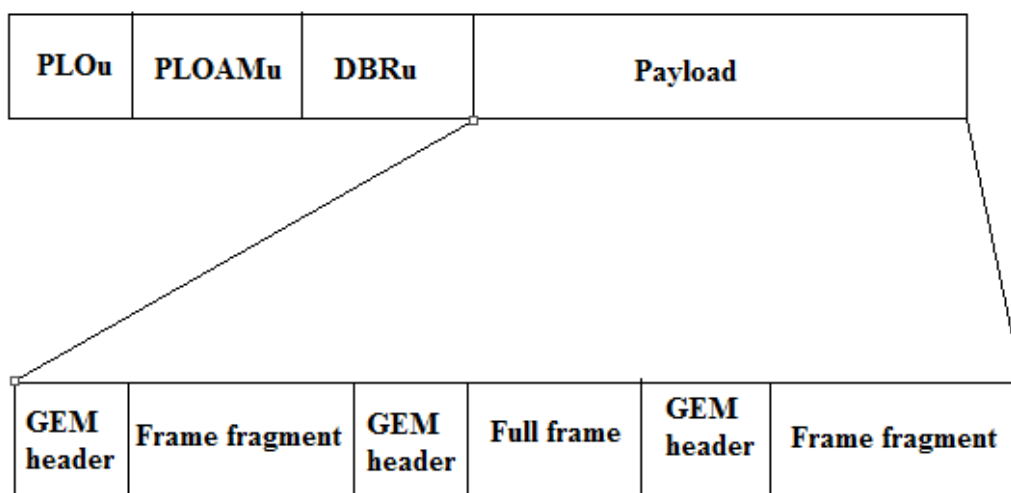 PLOu PLOAMu DBRu Payload
GEM header Frame fragment GEM header Full frame GEM header Frame fragment